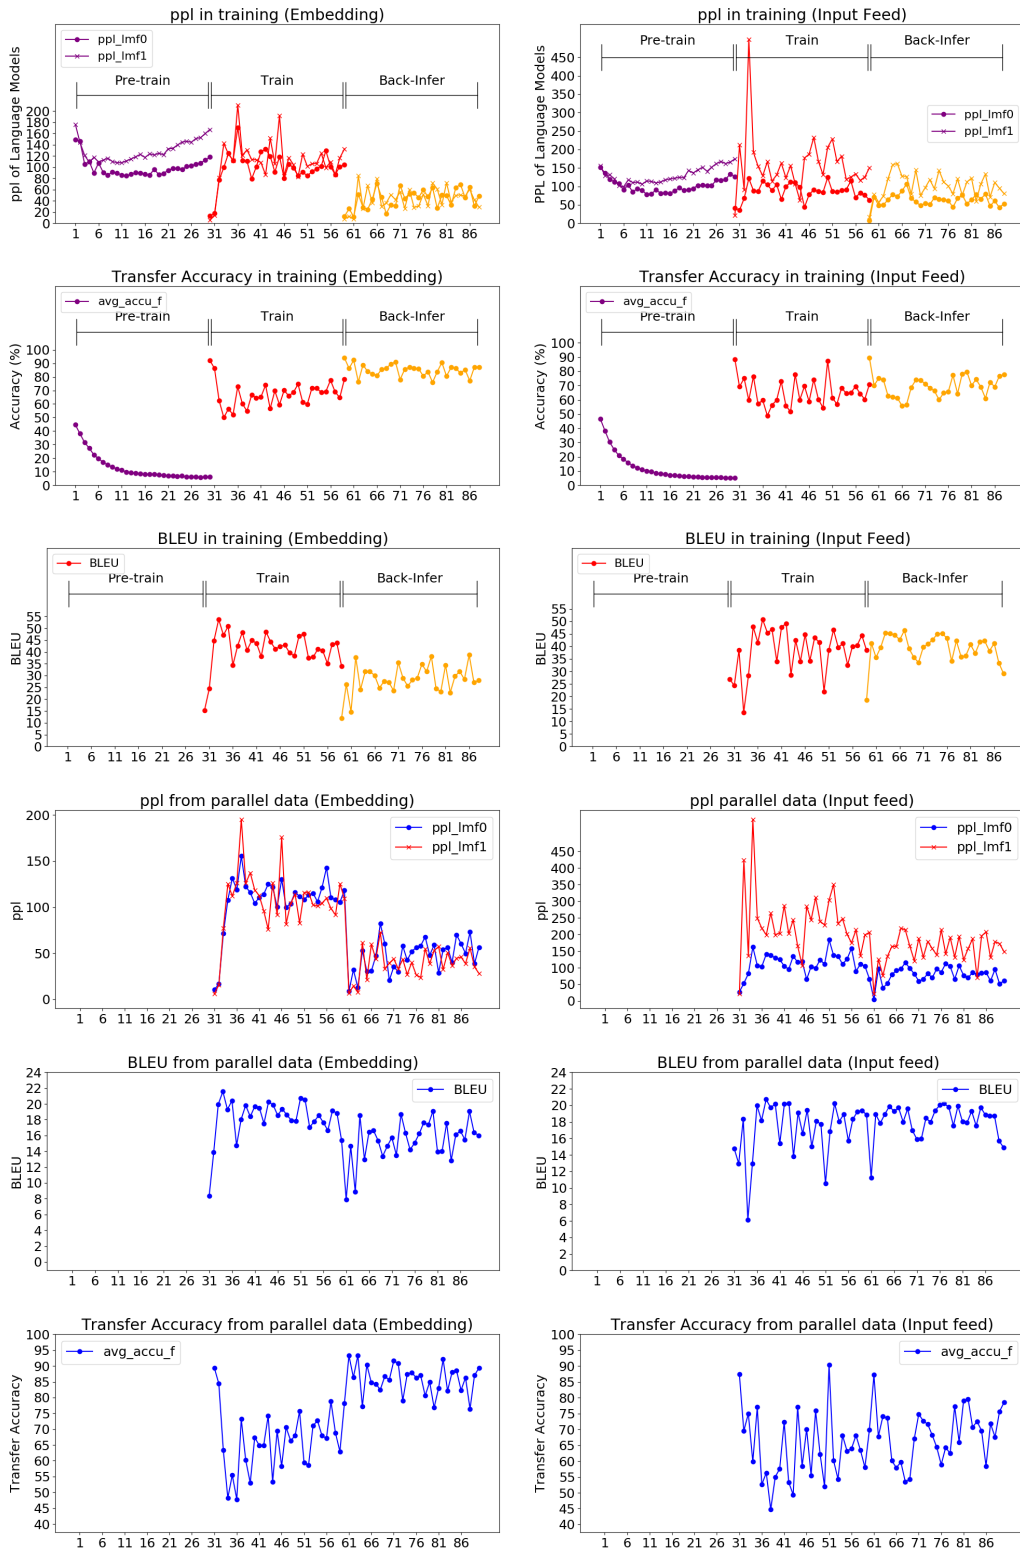 ppl in training (Embedding)
ppl_lmf0
ppl_lmf1
Pre-train Train Back-Infer
ppl of Language Models
200
180
160
140
120
100
80
60
40
20
0
1 6 11 16 21 26 31 36 41 46 51 56 61 66 71 76 81 86
ppl in training (Input Feed)
Pre-train Train Back-Infer
ppl_lmf0
ppl_lmf1
PPL of Language Models
450
400
350
300
250
200
150
100
50
0
1 6 11 16 21 26 31 36 41 46 51 56 61 66 71 76 81 86
Transfer Accuracy in training (Embedding)
avg_accu_f
Pre-train Train Back-Infer
Accuracy (%)
100
90
80
70
60
50
40
30
20
10
0
1 6 11 16 21 26 31 36 41 46 51 56 61 66 71 76 81 86
Transfer Accuracy in training (Input Feed)
avg_accu_f
Pre-train Train Back-Infer
Accuracy (%)
100
90
80
70
60
50
40
30
20
10
0
1 6 11 16 21 26 31 36 41 46 51 56 61 66 71 76 81 86
BLEU in training (Embedding)
BLEU
Pre-train Train Back-Infer
BLEU
55
50
45
40
35
30
25
20
15
10
5
0
1 6 11 16 21 26 31 36 41 46 51 56 61 66 71 76 81 86
BLEU in training (Input Feed)
BLEU
Pre-train Train Back-Infer
BLEU
55
50
45
40
35
30
25
20
15
10
5
0
1 6 11 16 21 26 31 36 41 46 51 56 61 66 71 76 81 86
ppl from parallel data (Embedding)
ppl_lmf0
ppl_lmf1
ppl
200
150
100
50
0
1 6 11 16 21 26 31 36 41 46 51 56 61 66 71 76 81 86
ppl parallel data (Input feed)
ppl_lmf0
ppl_lmf1
ppl
450
400
350
300
250
200
150
100
50
0
1 6 11 16 21 26 31 36 41 46 51 56 61 66 71 76 81 86
BLEU from parallel data (Embedding)
BLEU
BLEU
24
22
20
18
16
14
12
10
8
6
4
2
0
1 6 11 16 21 26 31 36 41 46 51 56 61 66 71 76 81 86
BLEU from parallel data (Input feed)
BLEU
BLEU
24
22
20
18
16
14
12
10
8
6
4
2
0
1 6 11 16 21 26 31 36 41 46 51 56 61 66 71 76 81 86
Transfer Accuracy from parallel data (Embedding)
avg_accu_f
Transfer Accuracy
100
95
90
85
80
75
70
65
60
55
50
45
40
1 6 11 16 21 26 31 36 41 46 51 56 61 66 71 76 81 86
Transfer Accuracy from parallel data (Input feed)
avg_accu_f
Transfer Accuracy
100
95
90
85
80
75
70
65
60
55
50
45
40
1 6 11 16 21 26 31 36 41 46 51 56 61 66 71 76 81 86